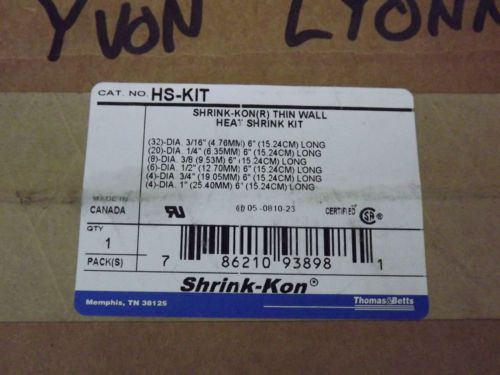 YVON LYONN
CAT. NO. HS-KIT
SHRINK-KON(R) THIN WALL
HEAT SHRINK KIT
(32)-DIA. 3/16" (4.76MM) 6" (15.24CM) LONG
(20)-DIA. 1/4" (6.35MM) 6" (15.24CM) LONG
(8)-DIA. 3/8 (9.53M) 6" (15.24CM) LONG
(6)-DIA. 1/2" (12.70MM) 6" (15.24CM) LONG
(4)-DIA. 3/4" (19.05MM) 6" (15.24CM) LONG
(4)-DIA. 1" (25.40MM) 6" (15.24CM) LONG
MADE IN
CANADA
05-0810-23
CERTIFIED
QTY
1
PACK(S)
7 86210 93898 1
Shrink-Kon®
Memphis, TN 38125
Thomas&Betts